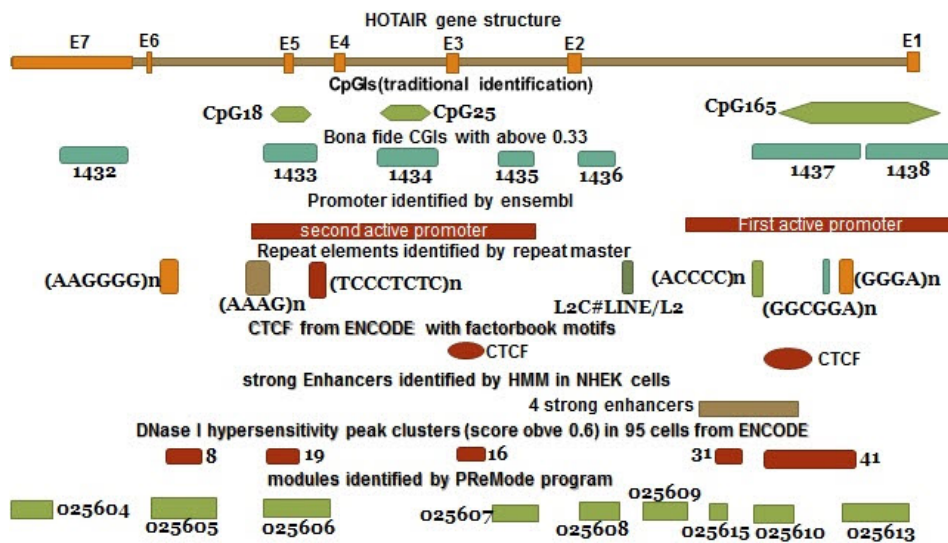 HOTAIR gene structure
E7 E6 E5 E4 E3 E2 E1
CpGIs(traditional identification)
CpG18 CpG25 CpG165
Bona fide CGIs with above 0.33
1432 1433 1434 1435 1436 1437 1438
Promoter identified by ensembl
second active promoter First active promoter
Repeat elements identified by repeat master
(AAGGGG)n (AAAG)n (TCCCTCTC)n L2C#LINE/L2 (ACCCC)n (GGCGGA)n (GGGA)n
CTCF from ENCODE with factorbook motifs
CTCF CTCF
strong Enhancers identified by HMM in NHEK cells
4 strong enhancers
DNase I hypersensitivity peak clusters (score obve 0.6) in 95 cells from ENCODE
8 19 16 31 41
modules identified by PReMode program
025604 025605 025606 025607 025608 025609 025615 025610 025613